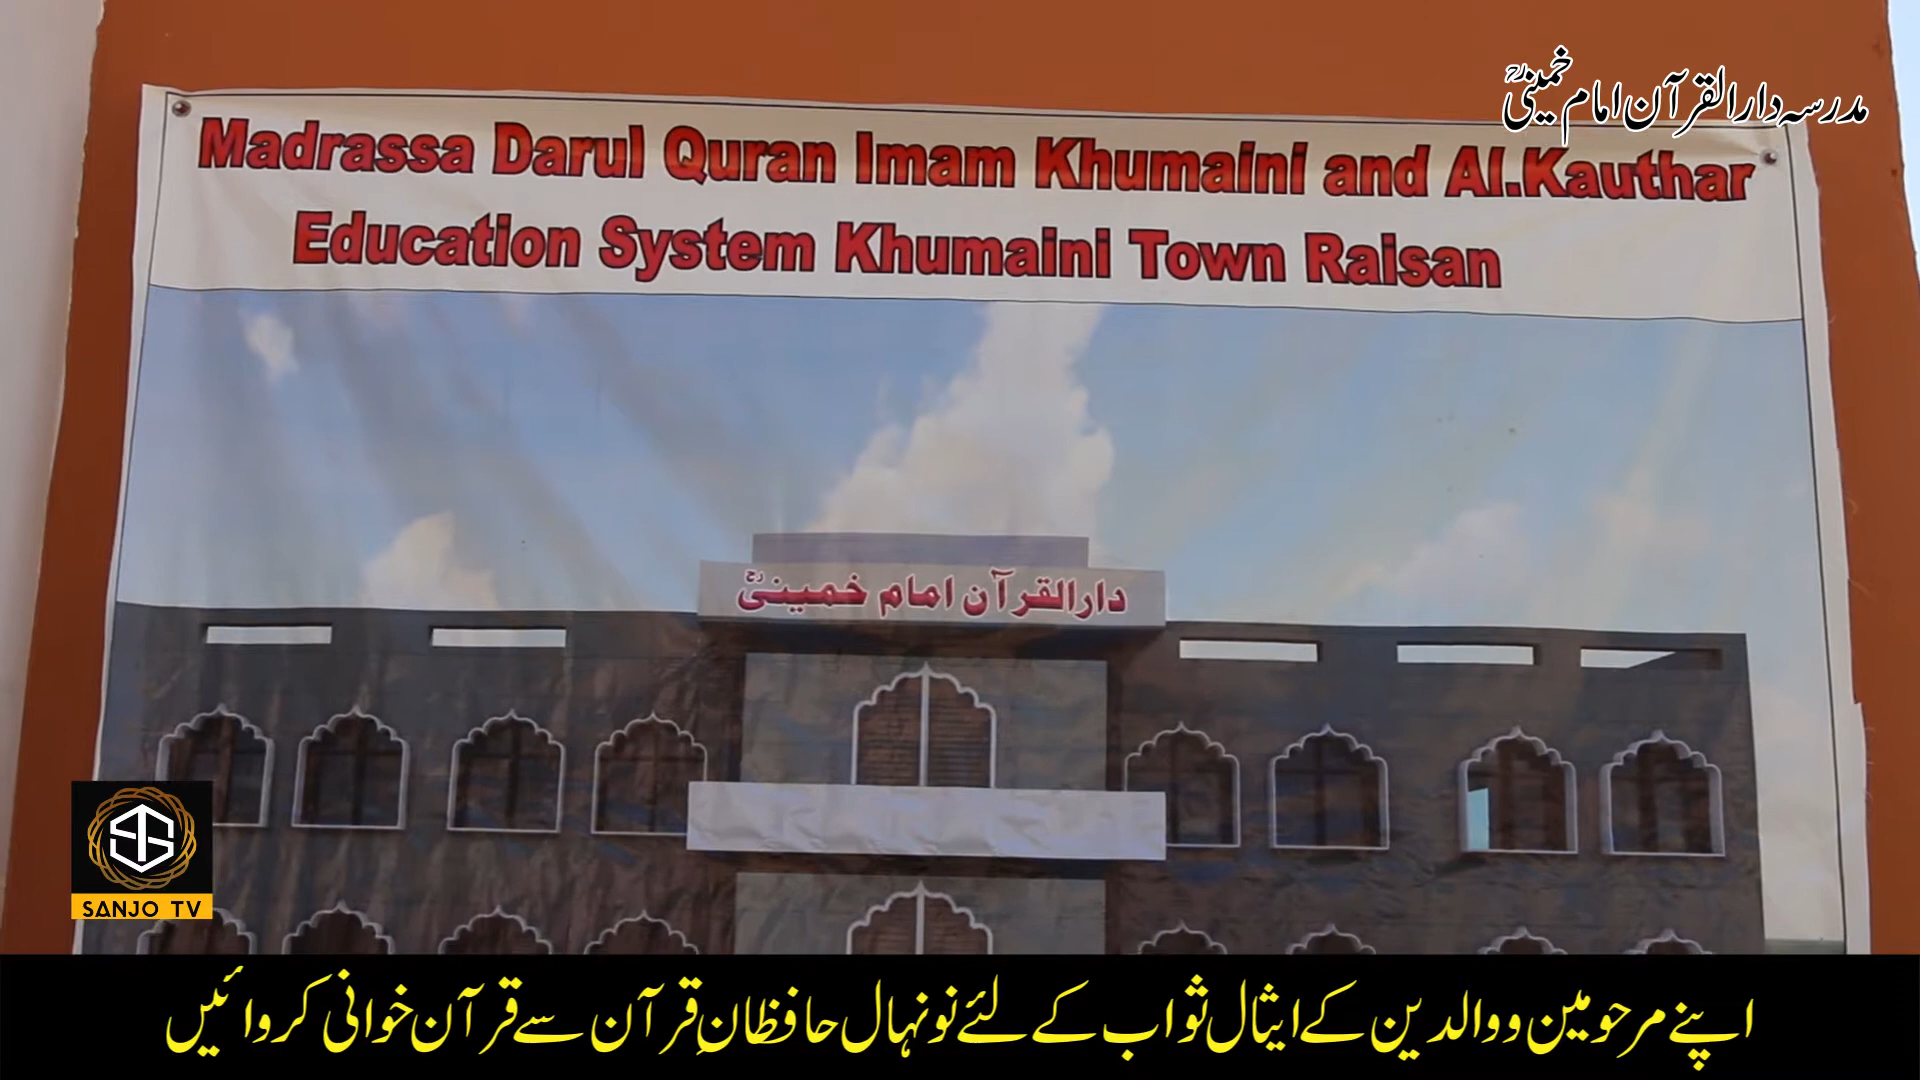 مدرسہ دارالقرآن امام خمینیؒ
Madrassa Darul Quran Imam Khumaini and Al.Kauthar
Education System Khumaini Town Raisan
دارالقرآن امام خمینیؒ
SANJO TV
اپنے مرحومین و والدین کے ایثال ثواب کے لئے نونہال حافظانِ قرآن سے قرآن خوانی کروائیں